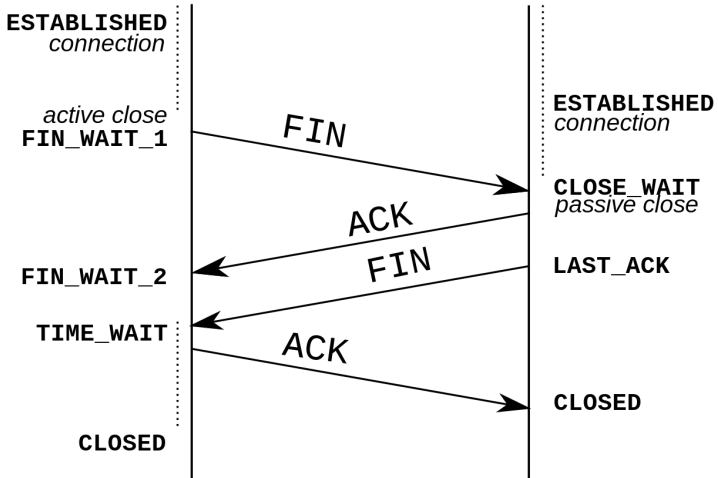 ESTABLISHED
connection
active close
FIN_WAIT_1
FIN
ESTABLISHED
connection
CLOSE_WAIT
passive close
ACK
FIN_WAIT_2
FIN
LAST_ACK
TIME_WAIT
ACK
CLOSED
CLOSED